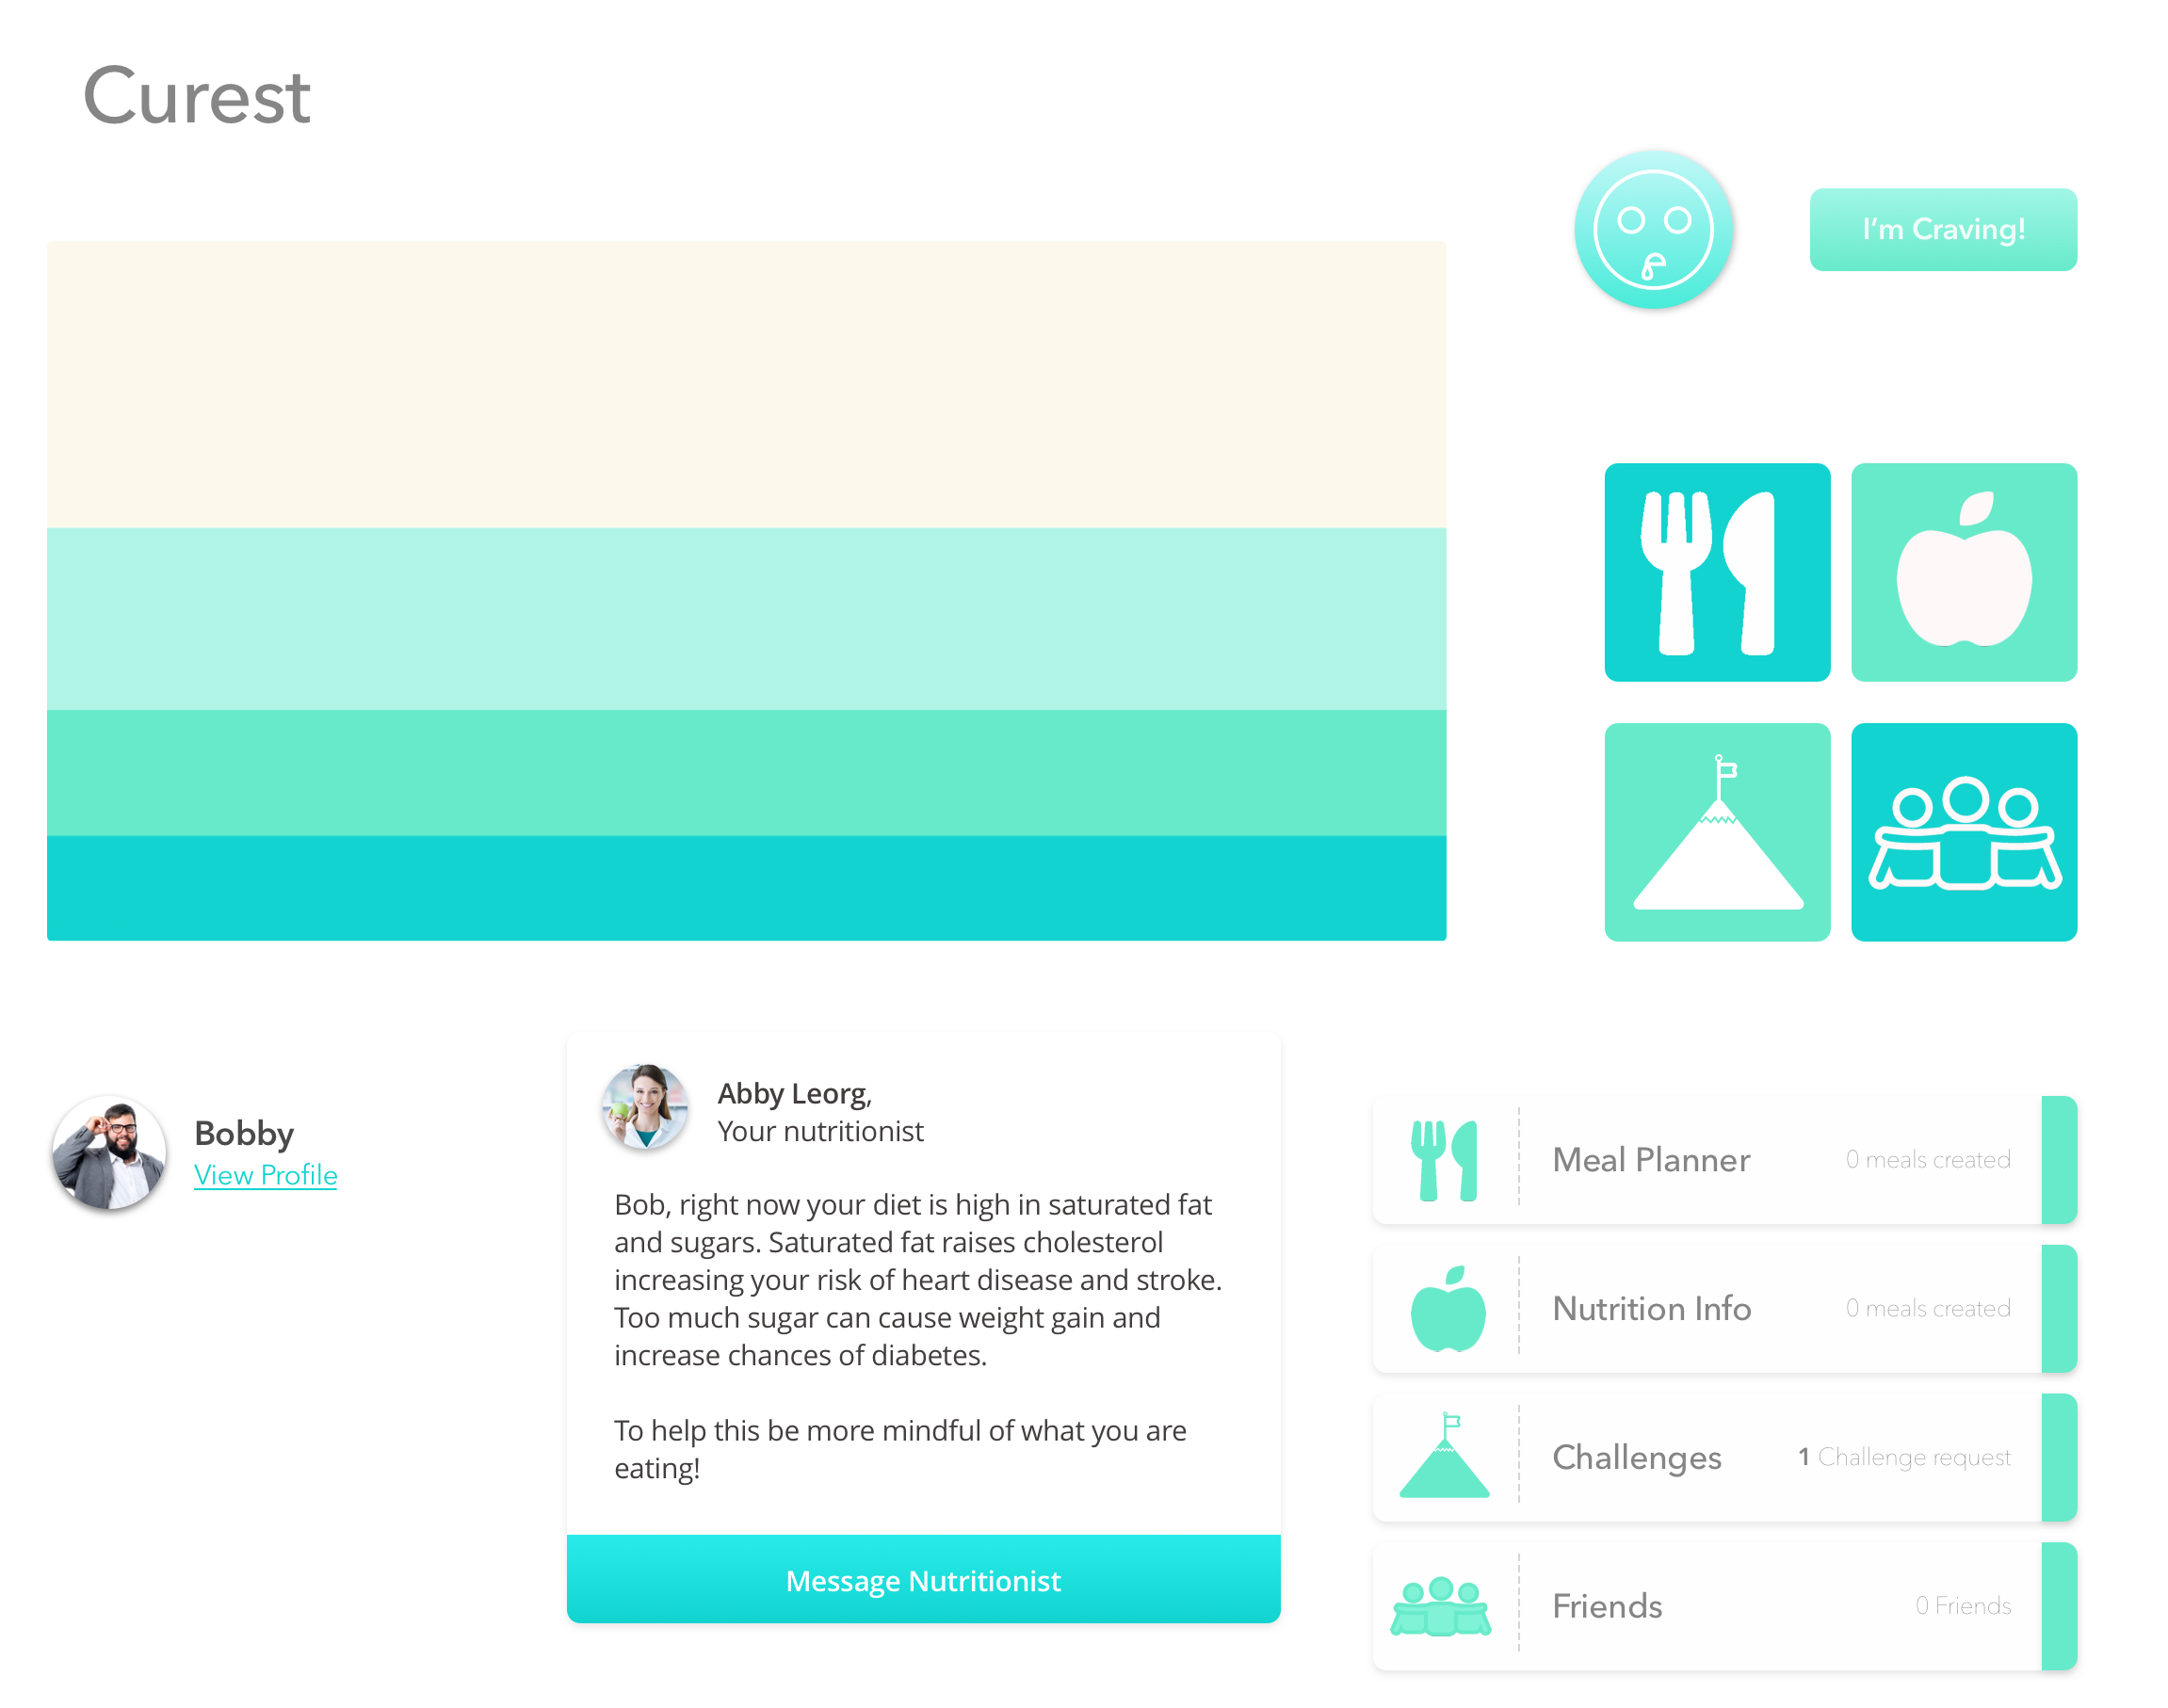 Curest
I'm Craving!
Bobby
View Profile
Abby Leorg,
Your nutritionist
Bob, right now your diet is high in saturated fat
and sugars. Saturated fat raises cholesterol
increasing your risk of heart disease and stroke.
Too much sugar can cause weight gain and
increase chances of diabetes.
To help this be more mindful of what you are
eating!
Message Nutritionist
Meal Planner 0 meals created
Nutrition Info 0 meals created
Challenges 1 Challenge request
Friends 0 Friends